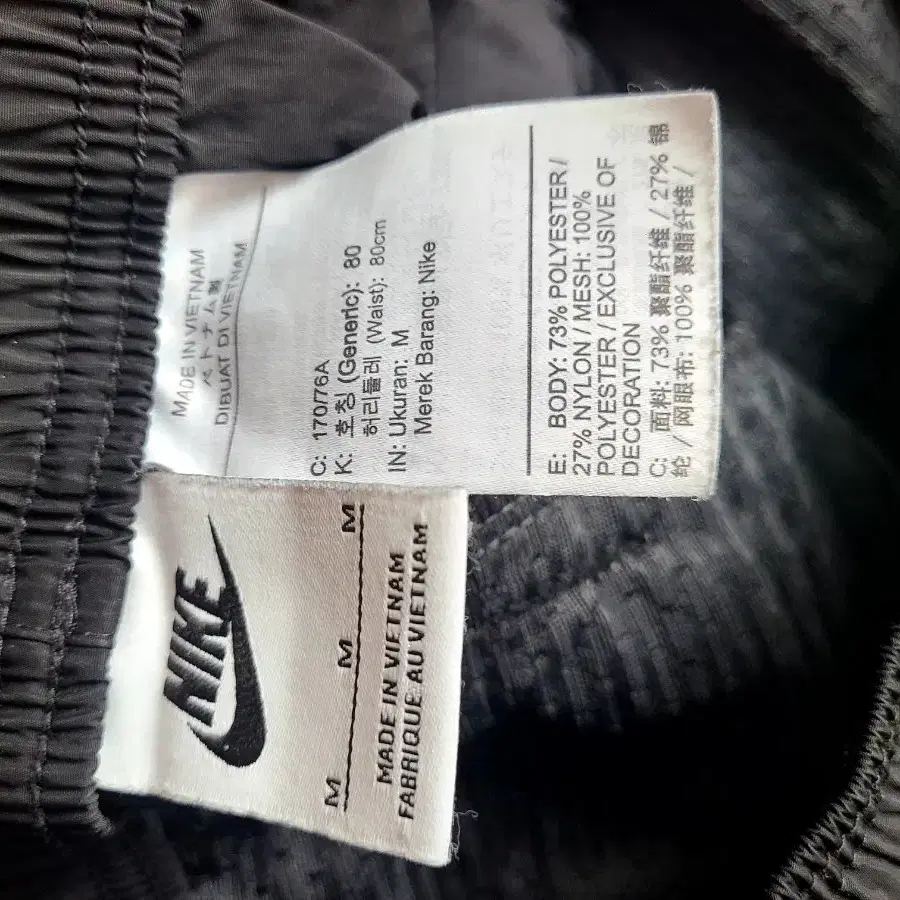 MADE IN VIETNAM
ベトナム製
DIBUAT DI VIETNAM
C: 170/76A
K: 호칭 (Generic): 80
허리둘레 (Waist): 80cm
IN: Ukuran: M
Merek Barang: Nike
E: BODY: 73% POLYESTER /
27% NYLON / MESH: 100%
POLYESTER / EXCLUSIVE OF
DECORATION
C: 面料: 73% 聚酯纤维 / 27% 锦
纶 / 网眼布: 100% 聚酯纤维 /
NIKE
M M M
MADE IN VIETNAM
FABRIQUE AU VIETNAM